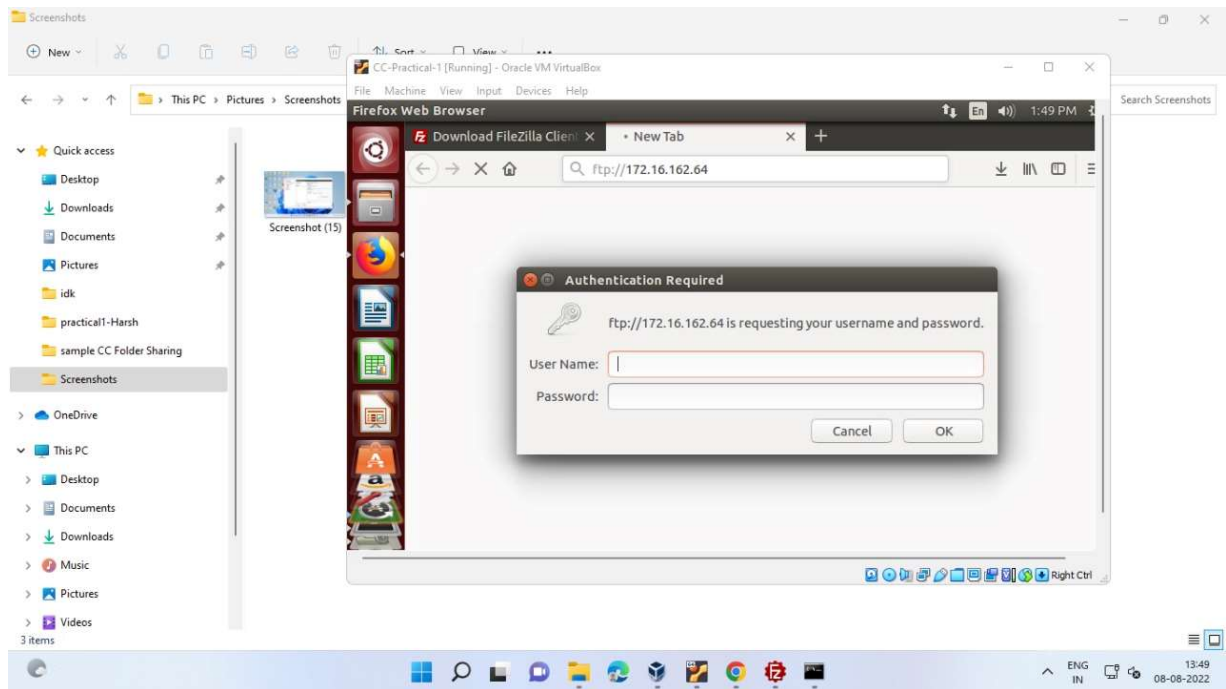 Screenshots
New
Sort
View
This PC > Pictures > Screenshots
Search Screenshots
Quick access
Desktop
Downloads
Documents
Pictures
idk
practical1-Harsh
sample CC Folder Sharing
Screenshots
OneDrive
This PC
Desktop
Documents
Downloads
Music
Pictures
Videos
3 items
Screenshot (15)
CC-Practical-1 [Running] - Oracle VM VirtualBox
File Machine View Input Devices Help
Firefox Web Browser
En
1:49 PM
Download FileZilla Client
New Tab
ftp://172.16.162.64
Authentication Required
ftp://172.16.162.64 is requesting your username and password.
User Name:
Password:
Cancel
OK
Right Ctrl
ENG
IN
13:49
08-08-2022